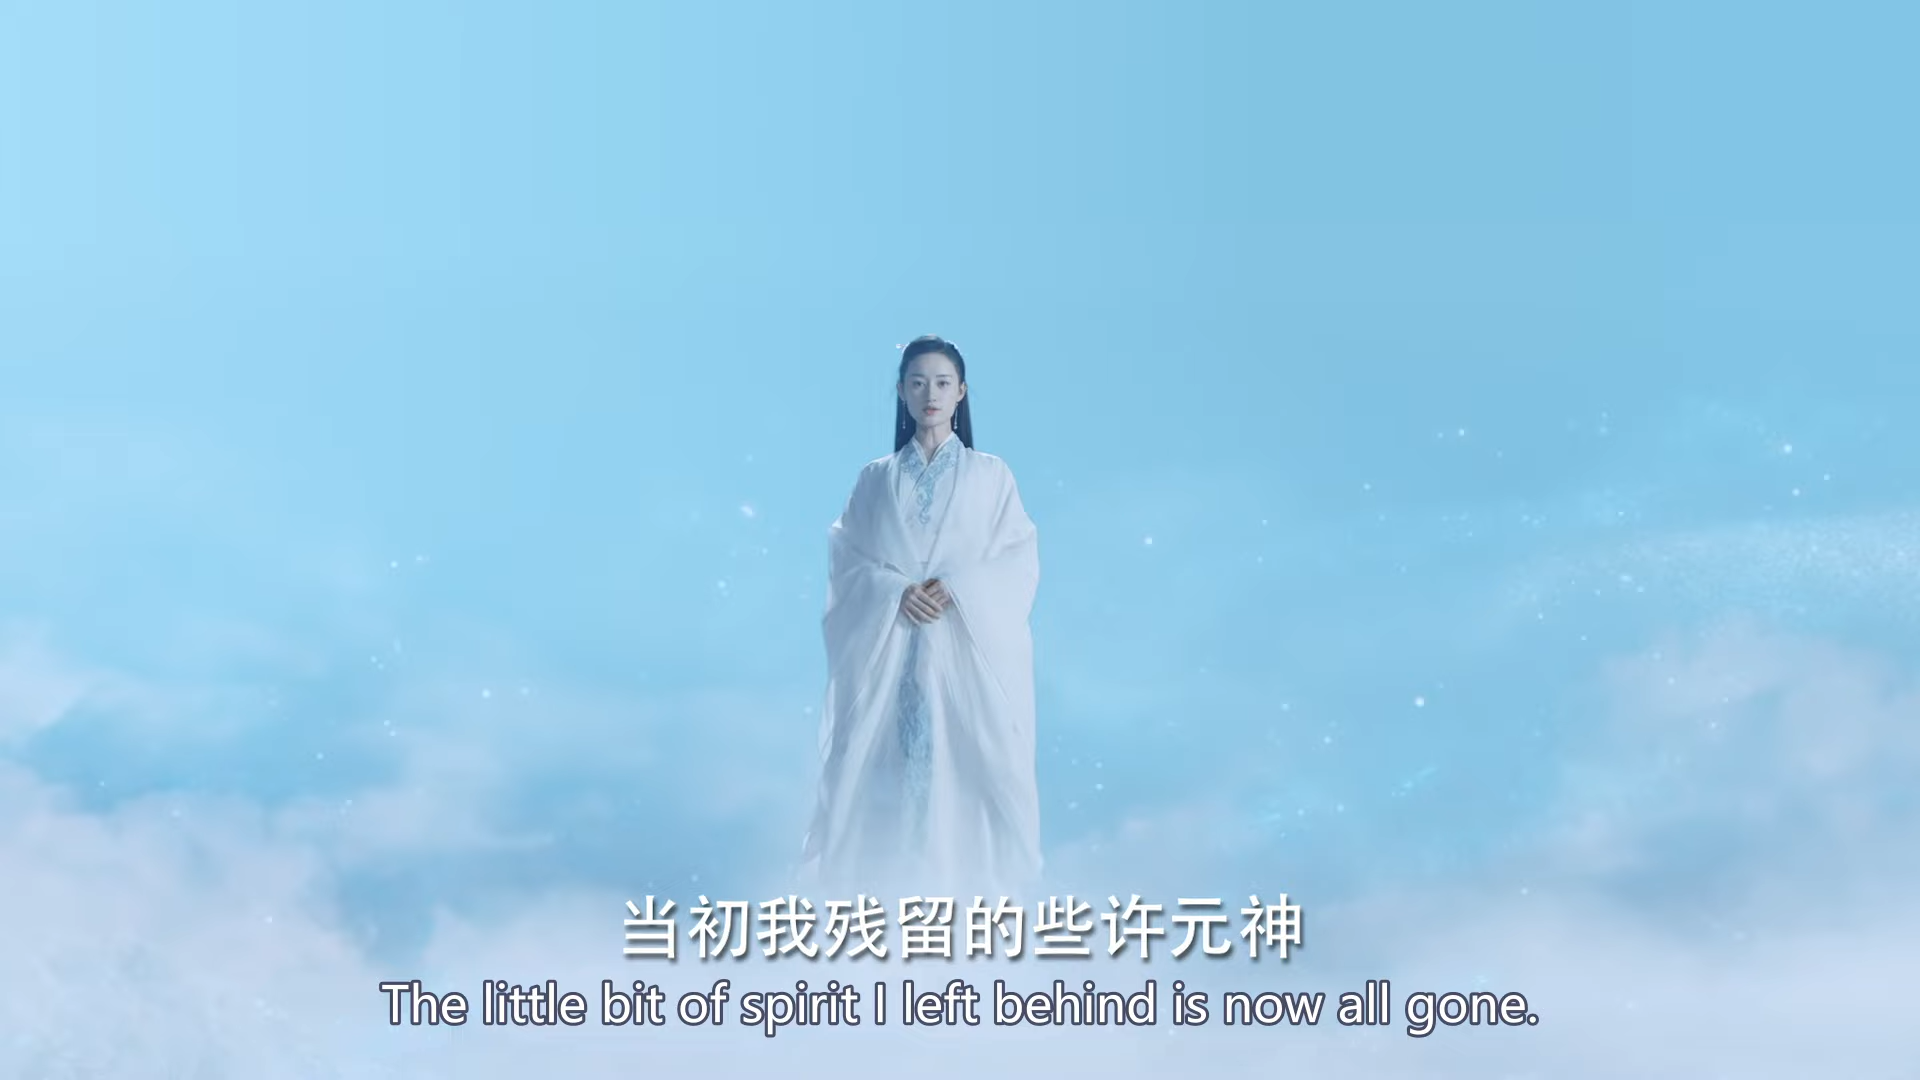 当初我残留的些许元神
The little bit of spirit I left behind is now all gone.